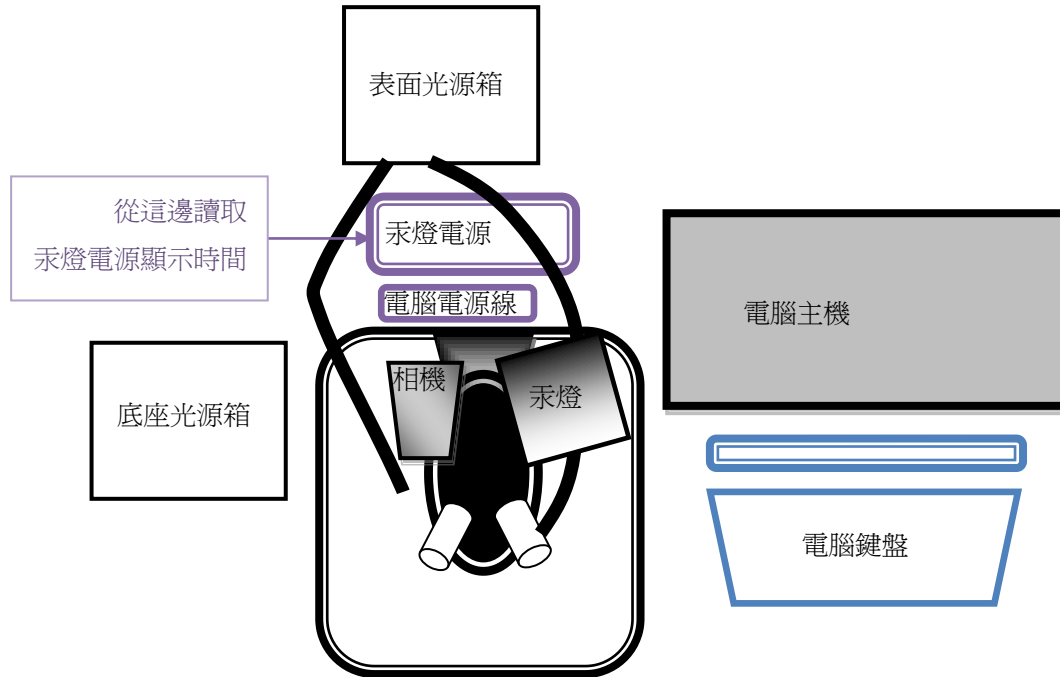 表面光源箱
從這邊讀取
汞燈電源顯示時間
汞燈電源
電腦電源線
電腦主機
相機
汞燈
底座光源箱
電腦鍵盤